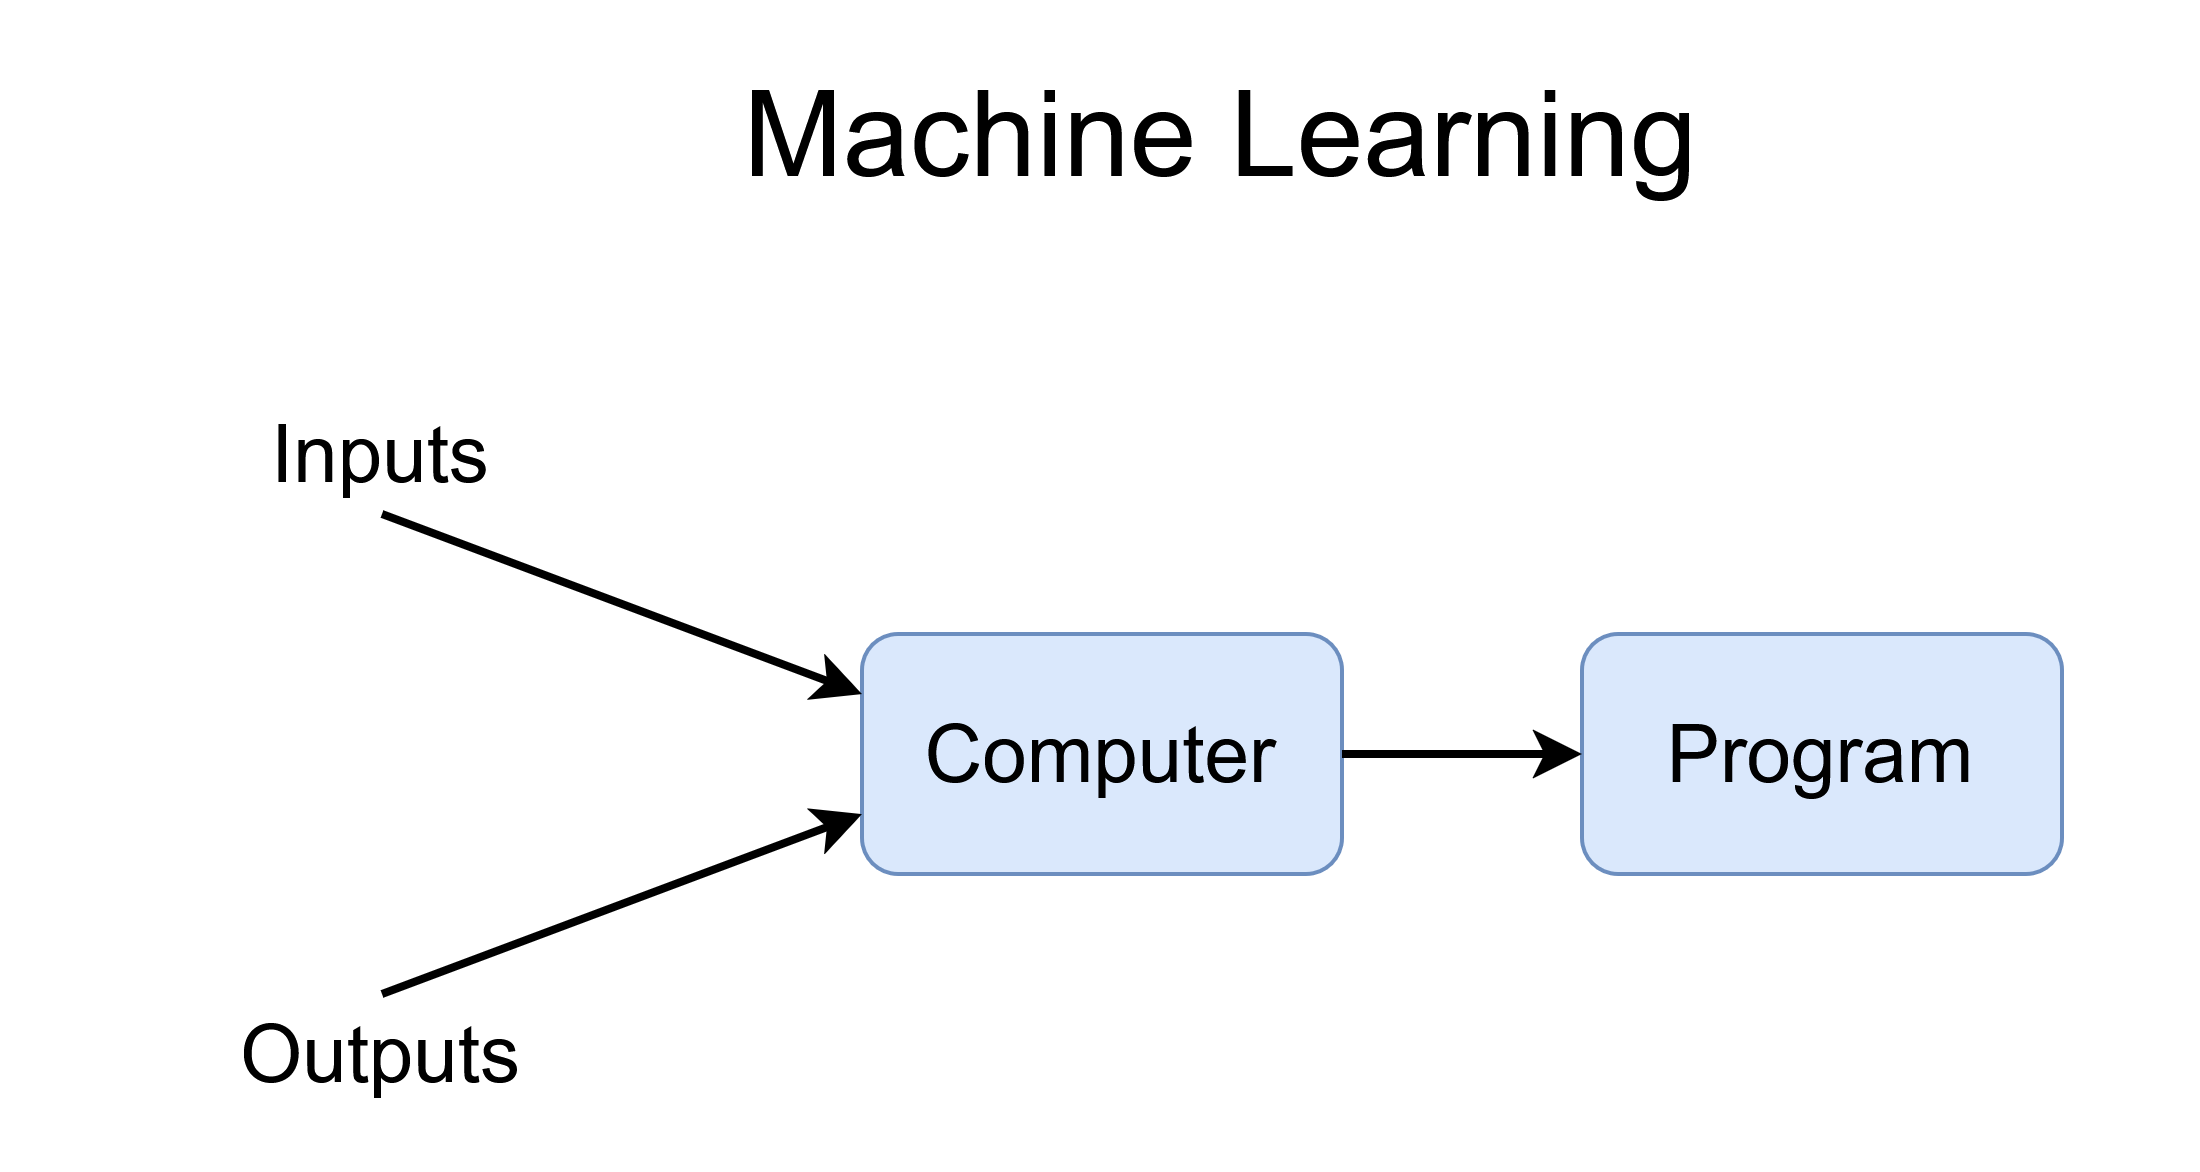 Machine Learning
Inputs
Computer
Program
Outputs